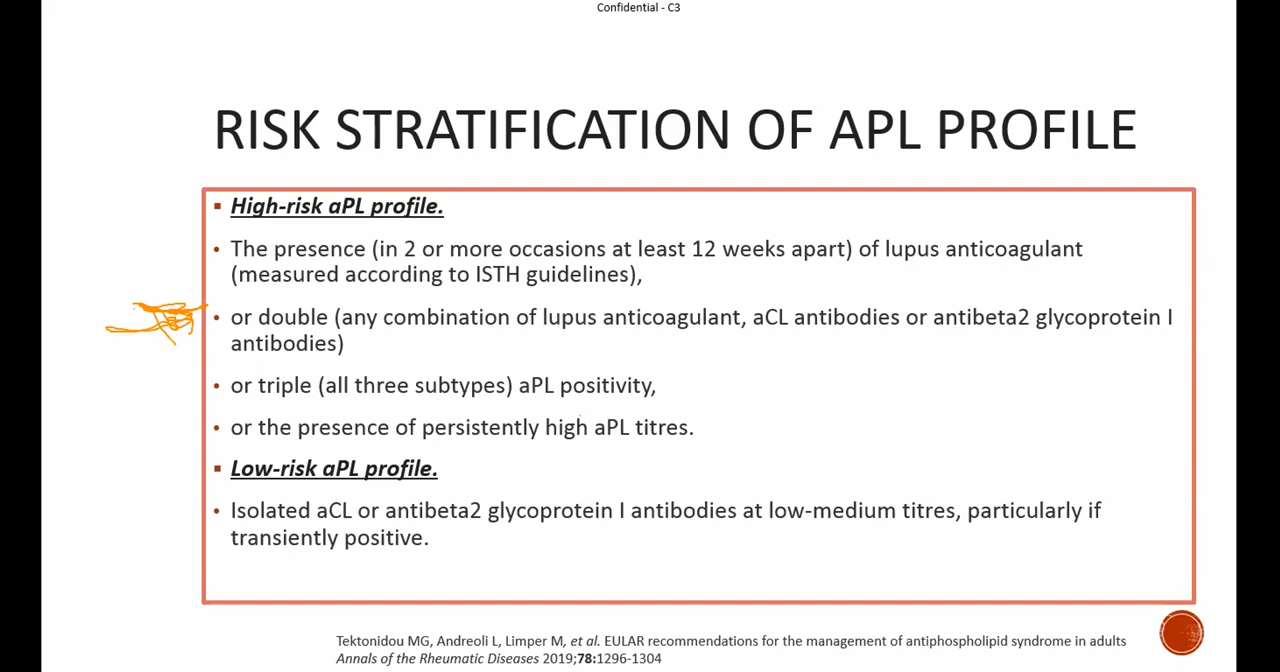 Confidential - C3
RISK STRATIFICATION OF APL PROFILE
▪ High-risk aPL profile.
• The presence (in 2 or more occasions at least 12 weeks apart) of lupus anticoagulant
(measured according to ISTH guidelines),
• or double (any combination of lupus anticoagulant, aCL antibodies or antibeta2 glycoprotein I
antibodies)
• or triple (all three subtypes) aPL positivity,
• or the presence of persistently high aPL titres.
▪ Low-risk aPL profile.
• Isolated aCL or antibeta2 glycoprotein I antibodies at low-medium titres, particularly if
transiently positive.
Tektonidou MG, Andreoli L, Limper M, et al. EULAR recommendations for the management of antiphospholipid syndrome in adults
Annals of the Rheumatic Diseases 2019;78:1296-1304